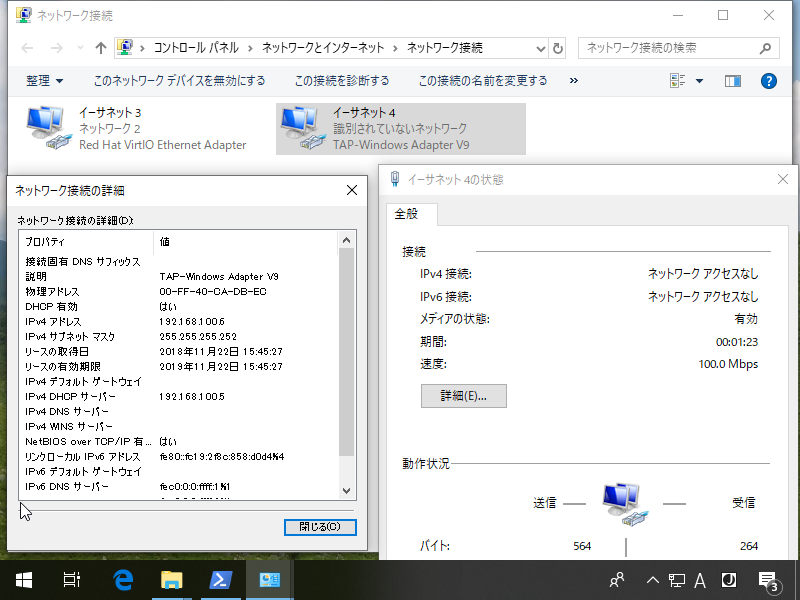 ネットワーク接続
コントロール パネル › ネットワークとインターネット › ネットワーク接続
ネットワーク接続の検索
整理 このネットワーク デバイスを無効にする この接続を診断する この接続の名前を変更する »
イーサネット 3
ネットワーク 2
Red Hat VirtIO Ethernet Adapter
イーサネット 4
識別されていないネットワーク
TAP-Windows Adapter V9
ネットワーク接続の詳細
ネットワーク接続の詳細(D):
プロパティ 値
接続固有 DNS サフィックス
説明 TAP-Windows Adapter V9
物理アドレス 00-FF-40-CA-DB-EC
DHCP 有効 はい
IPv4 アドレス 192.168.100.6
IPv4 サブネット マスク 255.255.255.252
リースの取得日 2018年11月22日 15:45:27
リースの有効期限 2019年11月22日 15:45:27
IPv4 デフォルト ゲートウェイ
IPv4 DHCP サーバー 192.168.100.5
IPv4 DNS サーバー
IPv4 WINS サーバー
NetBIOS over TCP/IP 有... はい
リンクローカル IPv6 アドレス fe80::fc19:2f8c:858:d0d4%4
IPv6 デフォルト ゲートウェイ
IPv6 DNS サーバー fec0:0:0:ffff::1%1
閉じる(C)
イーサネット 4の状態
全般
接続
IPv4 接続: ネットワーク アクセスなし
IPv6 接続: ネットワーク アクセスなし
メディアの状態: 有効
期間: 00:01:23
速度: 100.0 Mbps
詳細(E)...
動作状況
送信 受信
バイト: 564 264
A
3